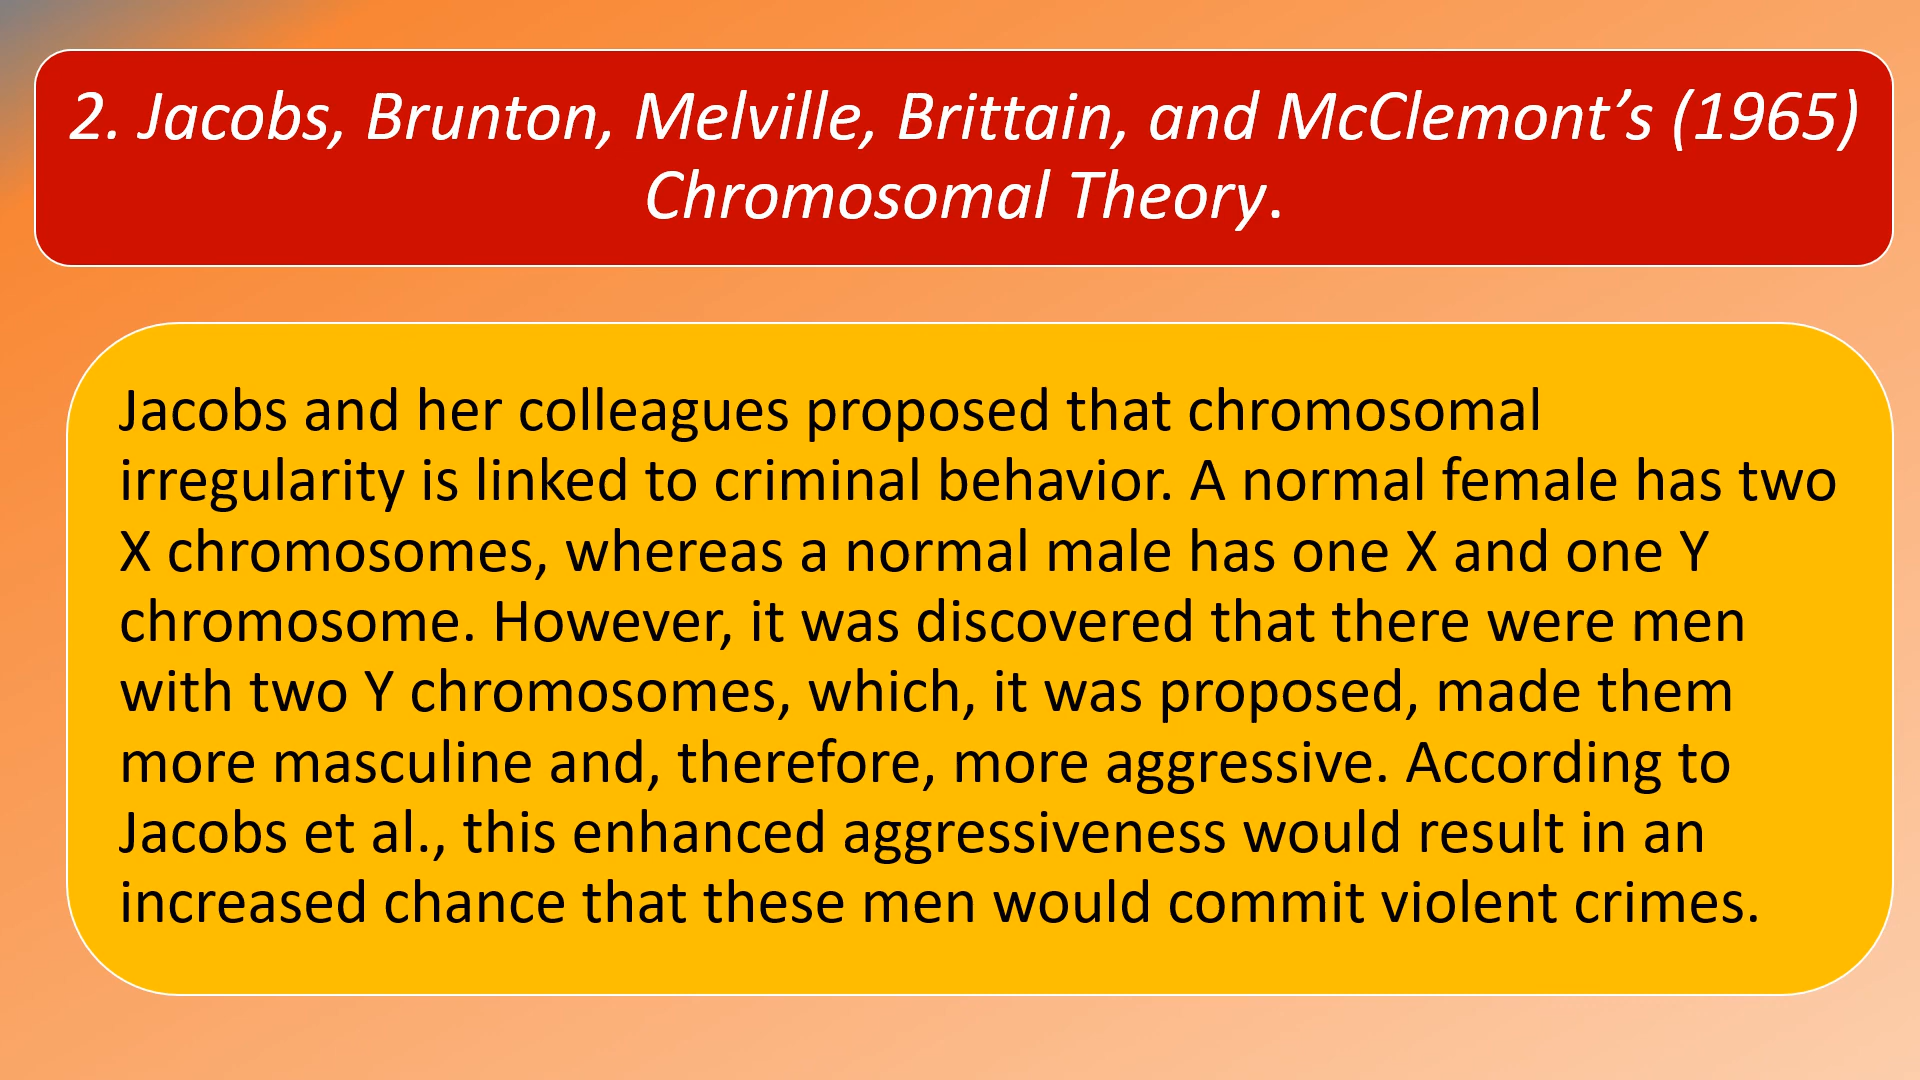 2. Jacobs, Brunton, Melville, Brittain, and McClemont’s (1965)
Chromosomal Theory.
Jacobs and her colleagues proposed that chromosomal
irregularity is linked to criminal behavior. A normal female has two
X chromosomes, whereas a normal male has one X and one Y
chromosome. However, it was discovered that there were men
with two Y chromosomes, which, it was proposed, made them
more masculine and, therefore, more aggressive. According to
Jacobs et al., this enhanced aggressiveness would result in an
increased chance that these men would commit violent crimes.